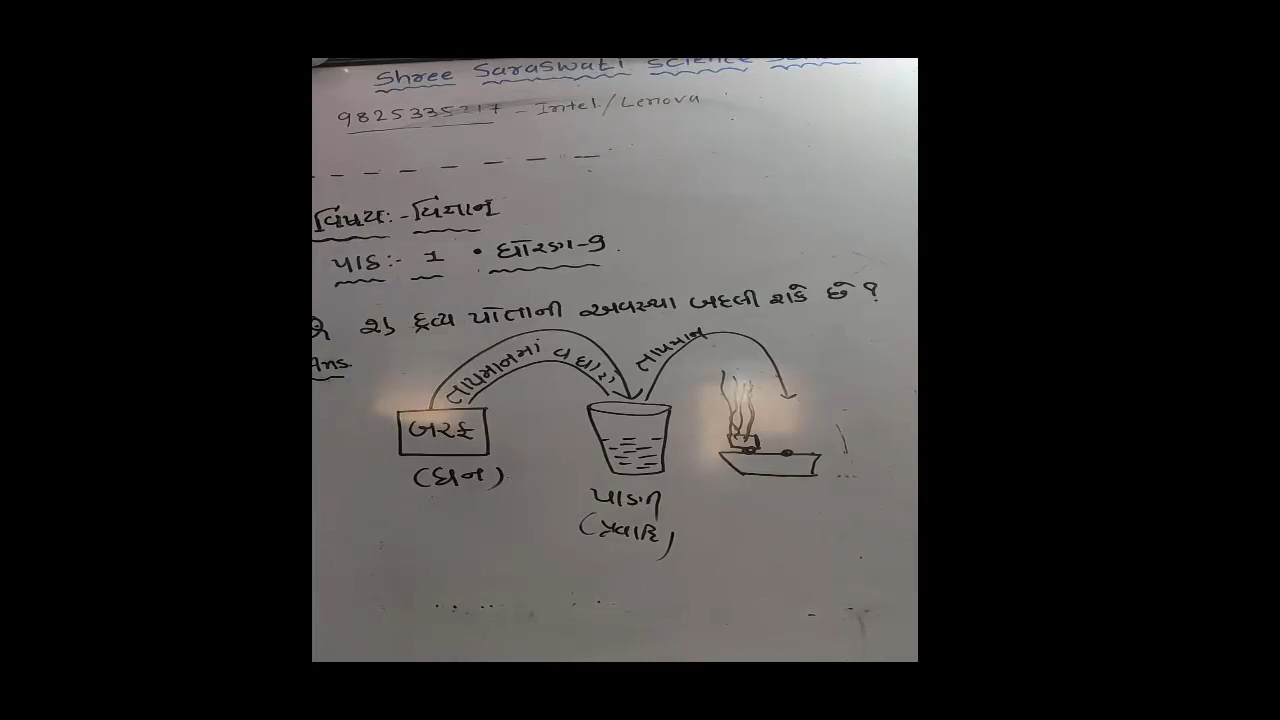 Shree Saraswati Science
9825335217 - Intel / Lenova
વિષય:- વિજ્ઞાન
પાઠ:- 1 • ધોરણ-9
શું દ્રવ્ય પોતાની અવસ્થા બદલી શકે છે?
Ans.
તાપમાનમાં વધારો
તાપમાન
બરફ
(ઘન)
પાણી
(પ્રવાહિ)